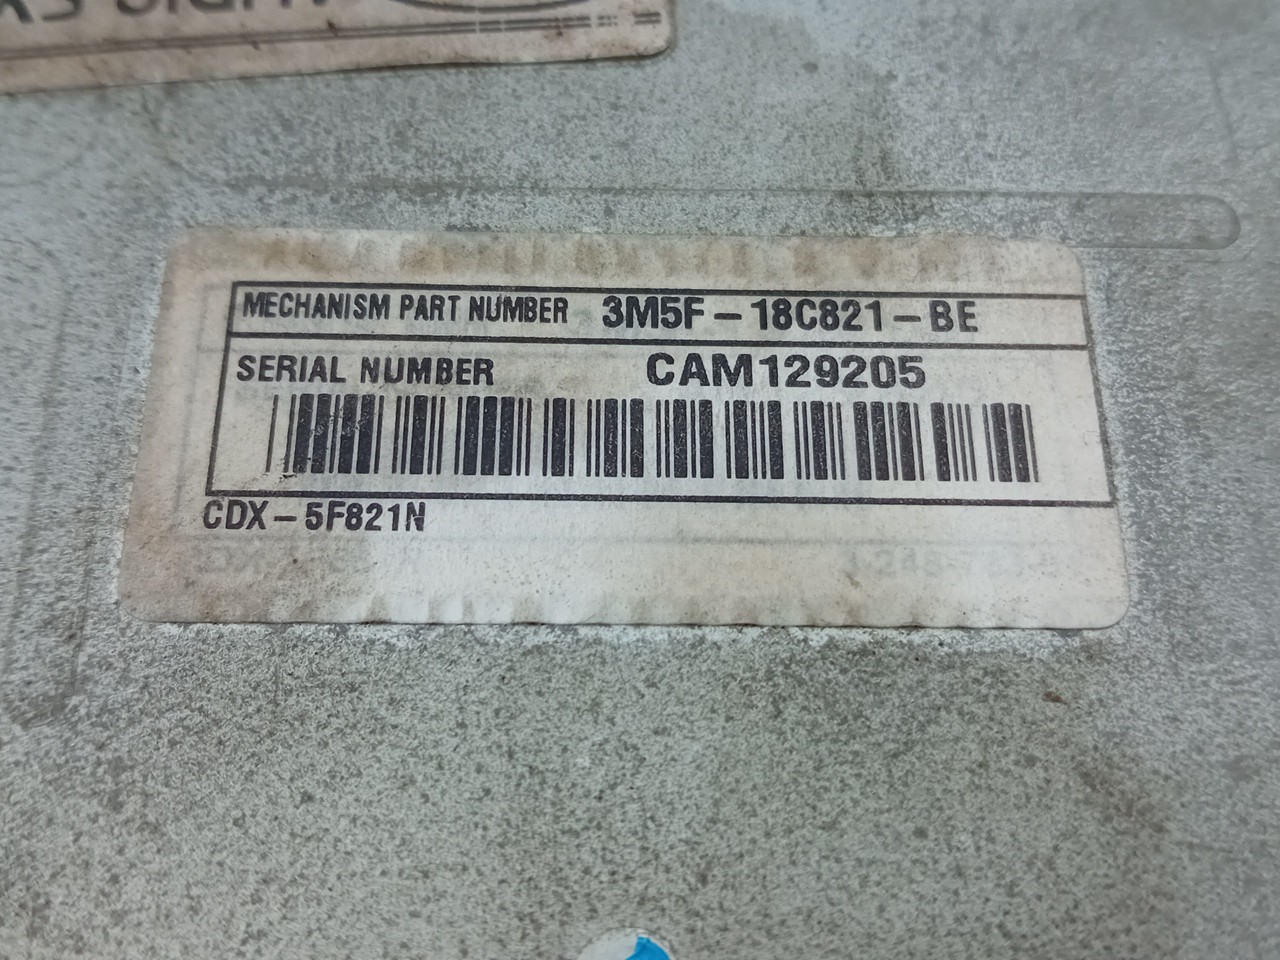 MECHANISM PART NUMBER 3M5F-18C821-BE
SERIAL NUMBER CAM129205
CDX-5F821N